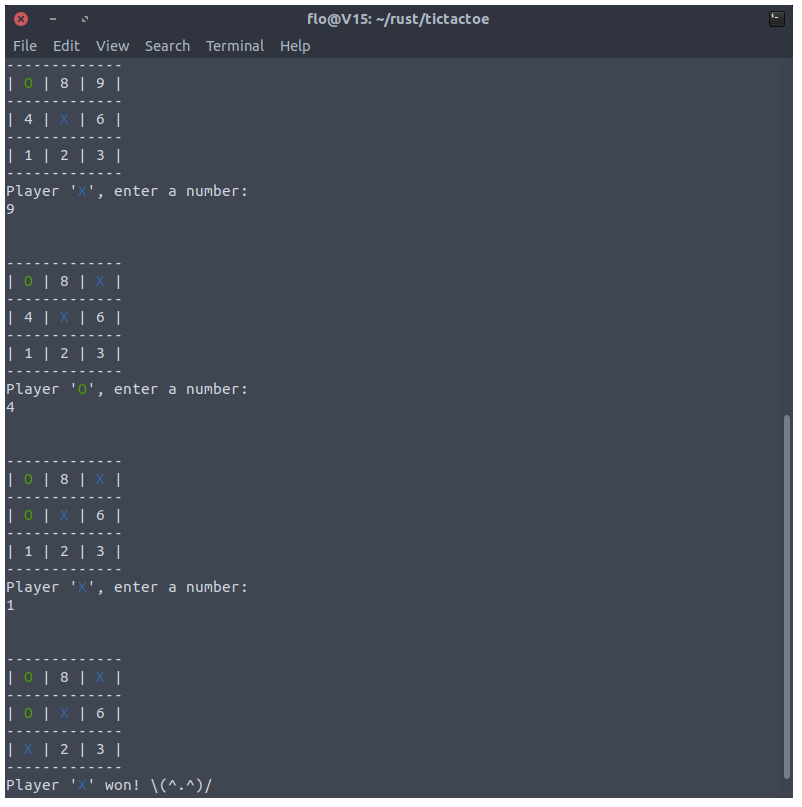 flo@V15: ~/rust/tictactoe
File Edit View Search Terminal Help
-------------
| O | 8 | 9 |
-------------
| 4 | X | 6 |
-------------
| 1 | 2 | 3 |
-------------
Player 'X', enter a number:
9
-------------
| O | 8 | X |
-------------
| 4 | X | 6 |
-------------
| 1 | 2 | 3 |
-------------
Player 'O', enter a number:
4
-------------
| O | 8 | X |
-------------
| O | X | 6 |
-------------
| 1 | 2 | 3 |
-------------
Player 'X', enter a number:
1
-------------
| O | 8 | X |
-------------
| O | X | 6 |
-------------
| X | 2 | 3 |
-------------
Player 'X' won! \(^.^)/